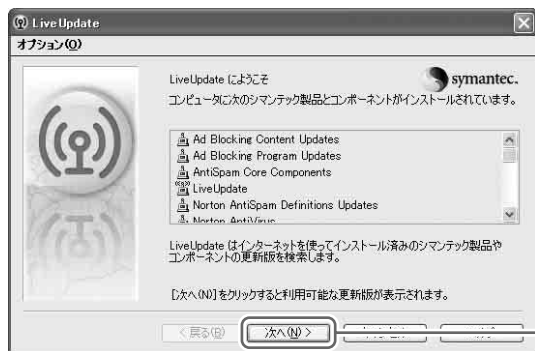 LiveUpdate
オプション(O)
LiveUpdate にようこそ
symantec.
コンピュータに次のシマンテック製品とコンポーネントがインストールされています。
Ad Blocking Content Updates
Ad Blocking Program Updates
AntiSpam Core Components
LiveUpdate
Norton AntiSpam Definitions Updates
Norton AntiVirus
LiveUpdate はインターネットを使ってインストール済みのシマンテック製品や
コンポーネントの更新版を検索します。
[次へ(N)]をクリックすると利用可能な更新版が表示されます。
< 戻る(B) 次へ(N) >